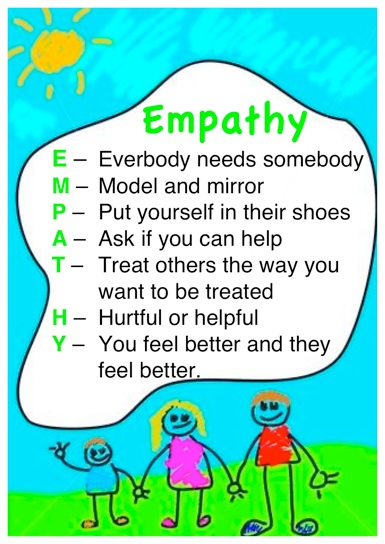 Empathy
E – Everbody needs somebody
M – Model and mirror
P – Put yourself in their shoes
A – Ask if you can help
T – Treat others the way you
want to be treated
H – Hurtful or helpful
Y – You feel better and they
feel better.